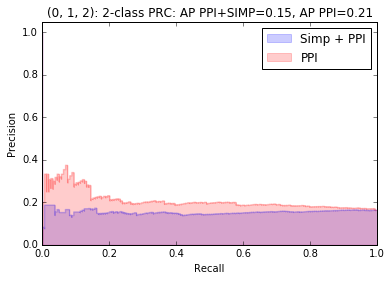 (0, 1, 2): 2-class PRC: AP PPI+SIMP=0.15, AP PPI=0.21
Simp + PPI
PPI
1.0
0.8
0.6
0.4
0.2
0.0
Precision
0.0 0.2 0.4 0.6 0.8 1.0
Recall